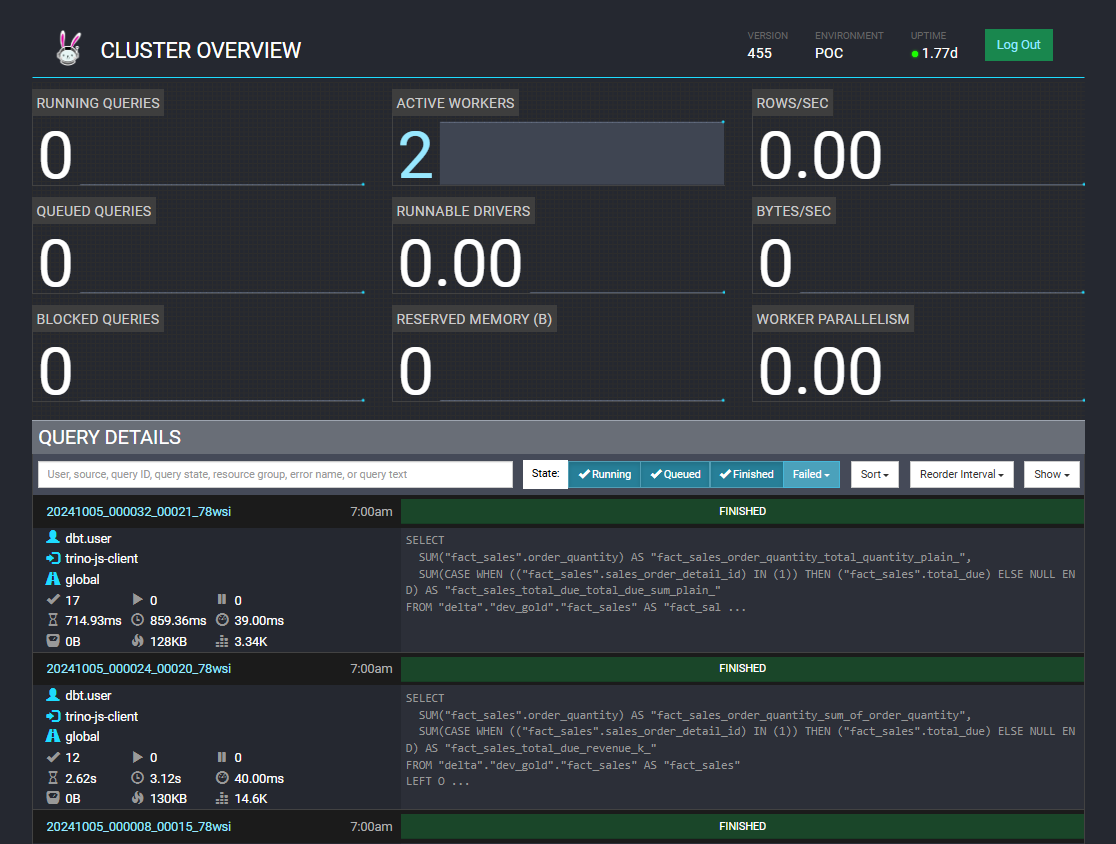 CLUSTER OVERVIEW
VERSION
455
ENVIRONMENT
POC
UPTIME
1.77d
Log Out
RUNNING QUERIES
0
ACTIVE WORKERS
2
ROWS/SEC
0.00
QUEUED QUERIES
0
RUNNABLE DRIVERS
0.00
BYTES/SEC
0
BLOCKED QUERIES
0
RESERVED MEMORY (B)
0
WORKER PARALLELISM
0.00
QUERY DETAILS
User, source, query ID, query state, resource group, error name, or query text
State: Running Queued Finished Failed Sort Reorder Interval Show
20241005_000032_00021_78wsi 7:00am FINISHED
dbt.user
trino-js-client
global
17 0 0
714.93ms 859.36ms 39.00ms
0B 128KB 3.34K
SELECT
SUM("fact_sales".order_quantity) AS "fact_sales_order_quantity_total_quantity_plain_",
SUM(CASE WHEN (("fact_sales".sales_order_detail_id) IN (1)) THEN ("fact_sales".total_due) ELSE NULL EN
D) AS "fact_sales_total_due_total_due_sum_plain_"
FROM "delta"."dev_gold"."fact_sales" AS "fact_sal ...
20241005_000024_00020_78wsi 7:00am FINISHED
dbt.user
trino-js-client
global
12 0 0
2.62s 3.12s 40.00ms
0B 130KB 14.6K
SELECT
SUM("fact_sales".order_quantity) AS "fact_sales_order_quantity_sum_of_order_quantity",
SUM(CASE WHEN (("fact_sales".sales_order_detail_id) IN (1)) THEN ("fact_sales".total_due) ELSE NULL EN
D) AS "fact_sales_total_due_revenue_k_"
FROM "delta"."dev_gold"."fact_sales" AS "fact_sales"
LEFT O ...
20241005_000008_00015_78wsi 7:00am FINISHED